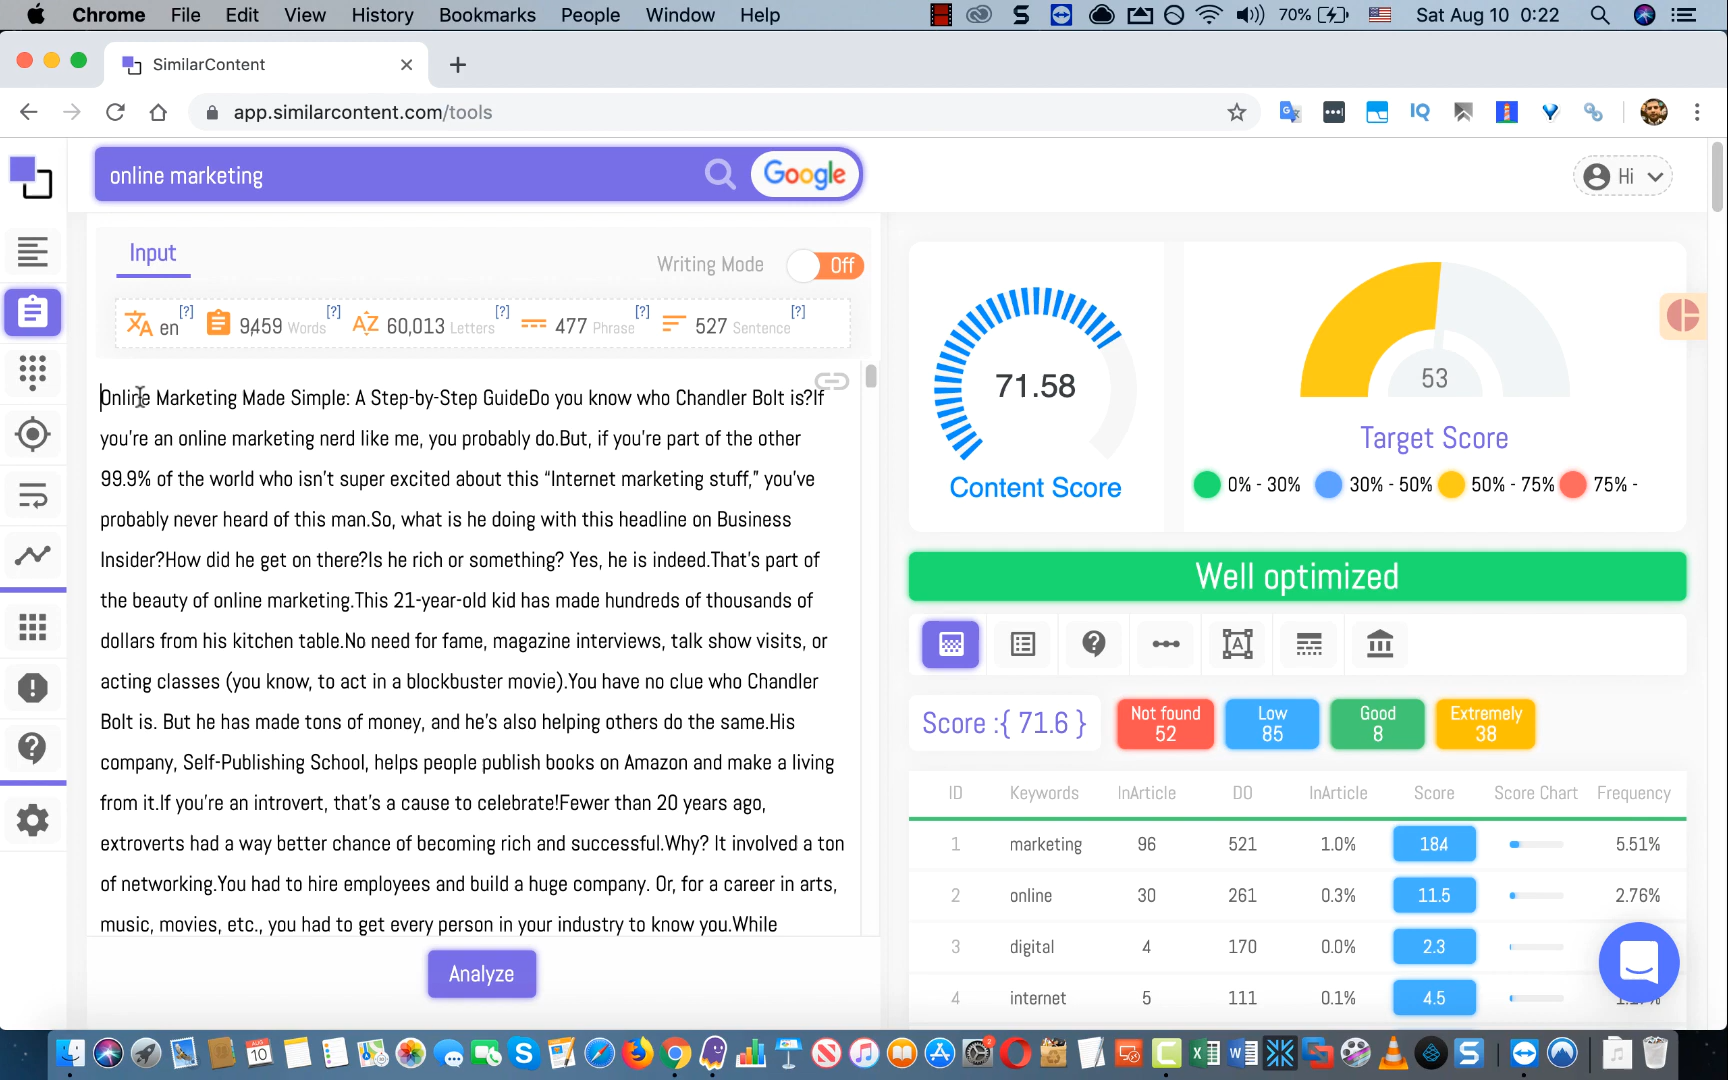 Chrome File Edit View History Bookmarks People Window Help 70% Sat Aug 10 0:22
SimilarContent
app.similarcontent.com/tools
online marketing Google
Hi
Input
Writing Mode Off
en [?] 9,459 Words [?] 60,013 Letters [?] 477 Phrase [?] 527 Sentence [?]
Online Marketing Made Simple: A Step-by-Step GuideDo you know who Chandler Bolt is?If
you're an online marketing nerd like me, you probably do.But, if you're part of the other
99.9% of the world who isn't super excited about this “Internet marketing stuff,” you've
probably never heard of this man.So, what is he doing with this headline on Business
Insider?How did he get on there?Is he rich or something? Yes, he is indeed.That's part of
the beauty of online marketing.This 21-year-old kid has made hundreds of thousands of
dollars from his kitchen table.No need for fame, magazine interviews, talk show visits, or
acting classes (you know, to act in a blockbuster movie).You have no clue who Chandler
Bolt is. But he has made tons of money, and he's also helping others do the same.His
company, Self-Publishing School, helps people publish books on Amazon and make a living
from it.If you're an introvert, that's a cause to celebrate!Fewer than 20 years ago,
extroverts had a way better chance of becoming rich and successful.Why? It involved a ton
of networking.You had to hire employees and build a huge company. Or, for a career in arts,
music, movies, etc., you had to get every person in your industry to know you.While
Analyze
71.58
Content Score
53
Target Score
0% - 30% 30% - 50% 50% - 75% 75% -
Well optimized
Score :{ 71.6 }
Not found
52
Low
85
Good
8
Extremely
38
ID Keywords InArticle DO InArticle Score Score Chart Frequency
1 marketing 96 521 1.0% 18.4 5.51%
2 online 30 261 0.3% 11.5 2.76%
3 digital 4 170 0.0% 2.3
4 internet 5 111 0.1% 4.5